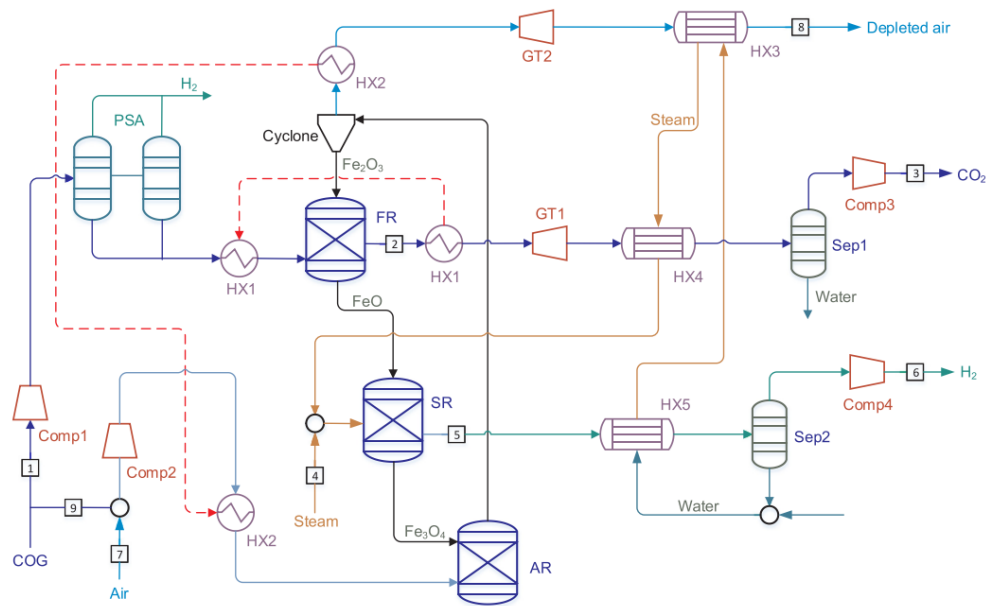 8
Depleted air
GT2
HX3
HX2
H₂
PSA
Steam
Cyclone
Fe₂O₃
3
CO₂
Comp3
FR
GT1
2
Sep1
HX1
HX1
HX4
Water
FeO
6
H₂
Comp4
SR
HX5
Comp1
Comp2
5
Sep2
1
4
9
Steam
Water
HX2
Fe₃O₄
COG
7
AR
Air